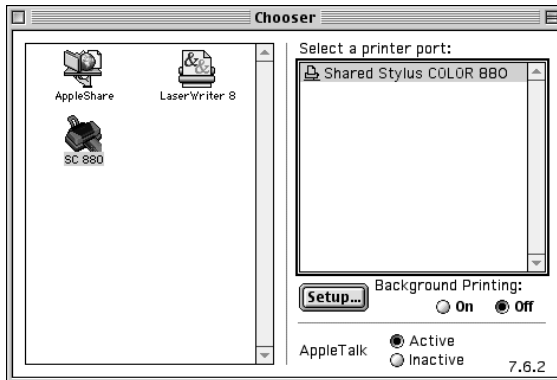 Chooser
AppleShare
LaserWriter 8
SC 880
Select a printer port:
Shared Stylus COLOR 880
Setup...
Background Printing:
On
Off
AppleTalk
Active
Inactive
7.6.2